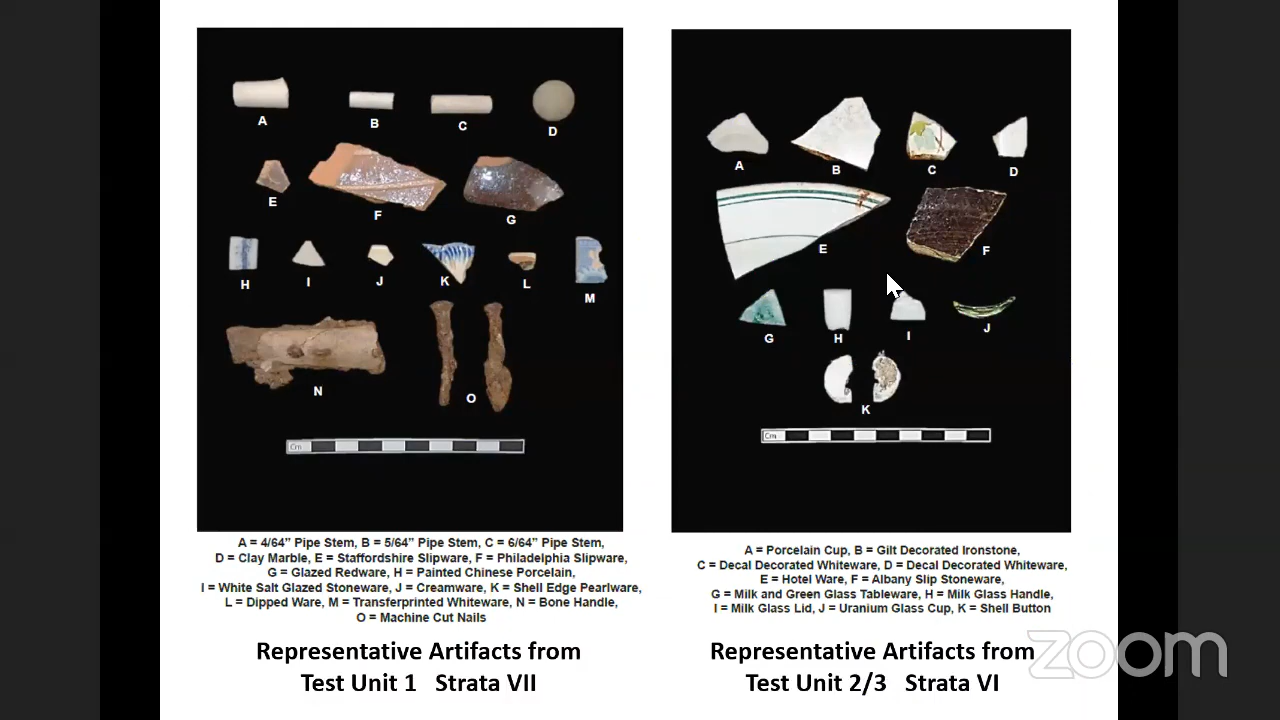 A
B
C
D
E
F
G
H
I
J
K
L
M
N
O
Cm
A = 4/64” Pipe Stem, B = 5/64” Pipe Stem, C = 6/64” Pipe Stem,
D = Clay Marble, E = Staffordshire Slipware, F = Philadelphia Slipware,
G = Glazed Redware, H = Painted Chinese Porcelain,
I = White Salt Glazed Stoneware, J = Creamware, K = Shell Edge Pearlware,
L = Dipped Ware, M = Transferprinted Whiteware, N = Bone Handle,
O = Machine Cut Nails
Representative Artifacts from
Test Unit 1 Strata VII
A
B
C
D
E
F
G
H
I
J
K
Cm
A = Porcelain Cup, B = Gilt Decorated Ironstone,
C = Decal Decorated Whiteware, D = Decal Decorated Whiteware,
E = Hotel Ware, F = Albany Slip Stoneware,
G = Milk and Green Glass Tableware, H = Milk Glass Handle,
I = Milk Glass Lid, J = Uranium Glass Cup, K = Shell Button
Representative Artifacts from
Test Unit 2/3 Strata VI
zoom